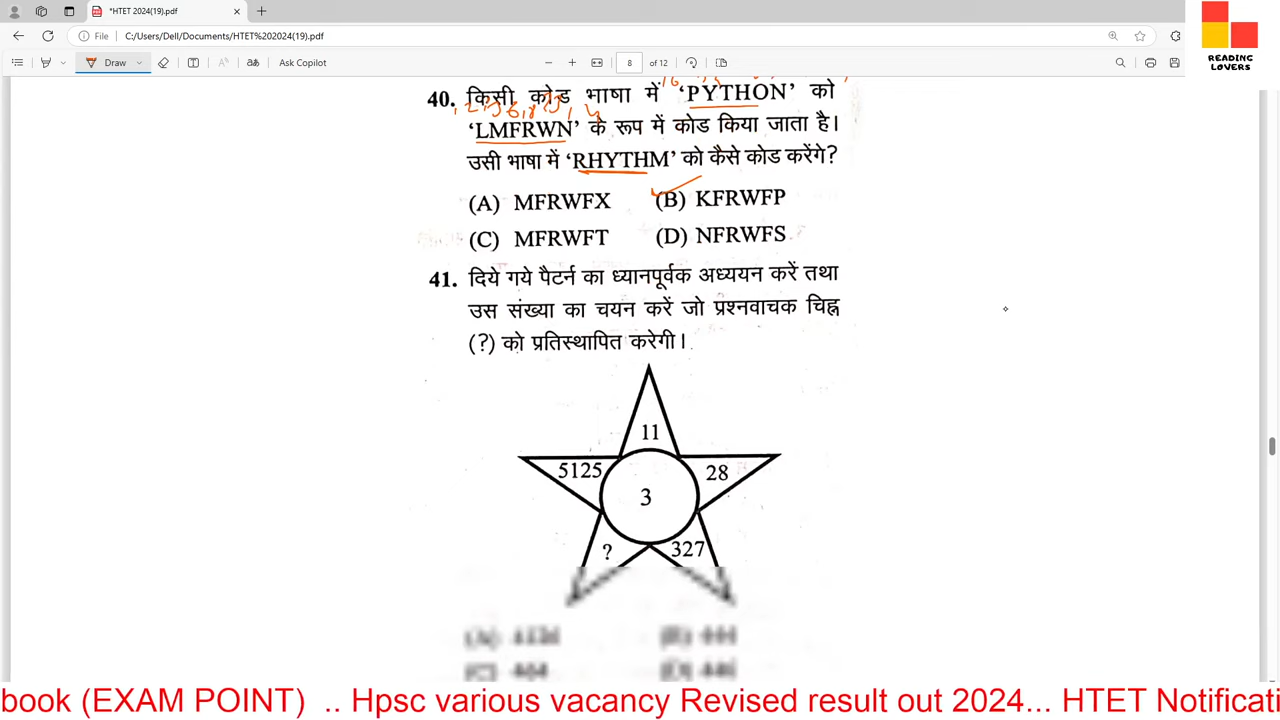 *HTET 2024(19).pdf
File C:/Users/Dell/Documents/HTET%202024(19).pdf
Draw
Ask Copilot
8 of 12
READING
LOVERS
40. किसी कोड भाषा में ‘PYTHON’ को
‘LMFRWN’ के रूप में कोड किया जाता है।
उसी भाषा में ‘RHYTHM’ को कैसे कोड करेंगे?
(A) MFRWFX (B) KFRWFP
(C) MFRWFT (D) NFRWFS
41. दिये गये पैटर्न का ध्यानपूर्वक अध्ययन करें तथा
उस संख्या का चयन करें जो प्रश्नवाचक चिह्न
(?) को प्रतिस्थापित करेगी।
11
5125 28
3
? 327
book (EXAM POINT) .. Hpsc various vacancy Revised result out 2024... HTET Notificati